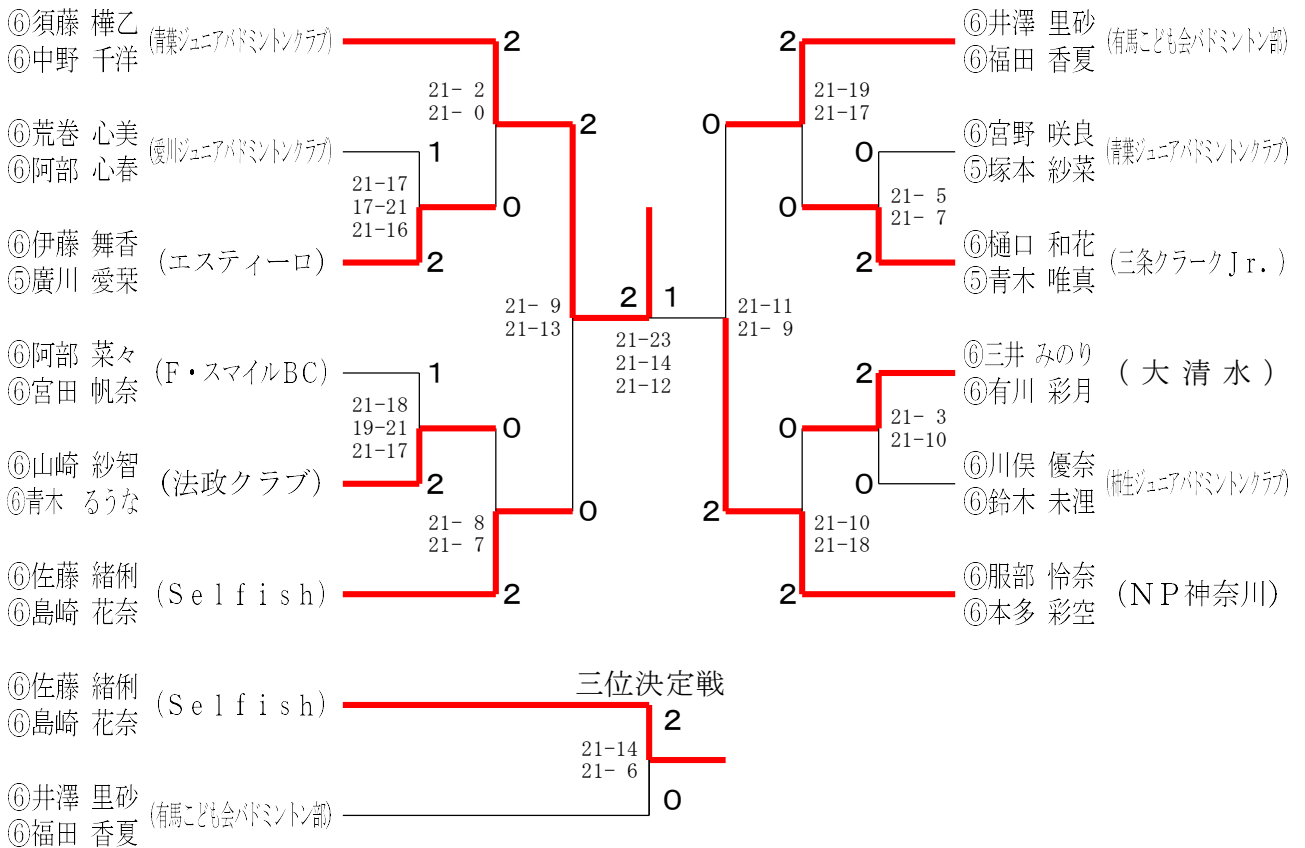 ⑥須藤 樺乙
⑥中野 千洋
(青葉ジュニアバドミントンクラブ)
2
21- 2
21- 0
⑥荒巻 心美
⑥阿部 心春
(愛川ジュニアバドミントンクラブ)
1
21-17
17-21
21-16
2
0
⑥伊藤 舞香
⑤廣川 愛栞
(エスティーロ)
2
21- 9
21-13
⑥阿部 菜々
⑥宮田 帆奈
(F・スマイルBC)
1
21-18
19-21
21-17
0
⑥山崎 紗智
⑥青木 るうな
(法政クラブ)
2
21- 8
21- 7
0
⑥佐藤 緒俐
⑥島崎 花奈
(Selfish)
2
2 1
21-23
21-14
21-12
⑥井澤 里砂
⑥福田 香夏
(有馬こども会バドミントン部)
2
21-19
21-17
0
⑥宮野 咲良
⑤塚本 紗菜
(青葉ジュニアバドミントンクラブ)
0
21- 5
21- 7
0
⑥樋口 和花
⑤青木 唯真
(三条クラークJr.)
2
21-11
21- 9
⑥三井 みのり
⑥有川 彩月
(大清水)
2
21- 3
21-10
0
⑥川俣 優奈
⑥鈴木 未浬
(柿生ジュニアバドミントンクラブ)
0
2
21-10
21-18
⑥服部 怜奈
⑥本多 彩空
(NP神奈川)
2
三位決定戦
⑥佐藤 緒俐
⑥島崎 花奈
(Selfish)
2
21-14
21- 6
⑥井澤 里砂
⑥福田 香夏
(有馬こども会バドミントン部)
0